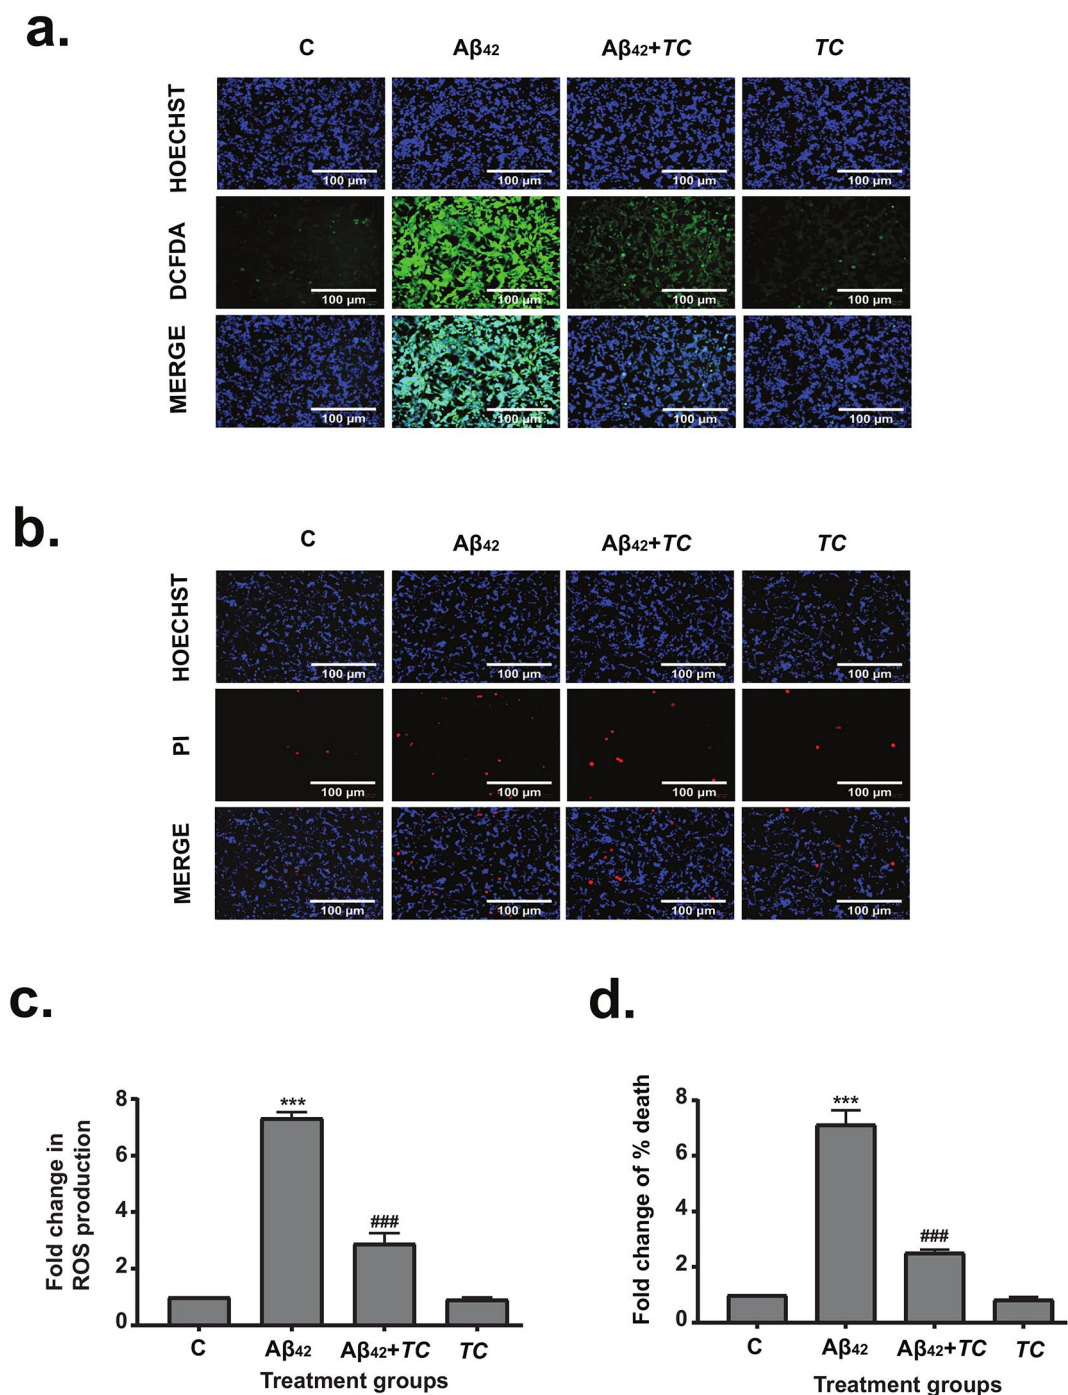 a.
C Aβ42 Aβ42+TC TC
HOECHST
100 µm 100 µm 100 µm 100 µm
DCFDA
100 µm 100 µm 100 µm 100 µm
MERGE
100 µm 100 µm 100 µm 100 µm
b.
C Aβ42 Aβ42+TC TC
HOECHST
100 µm 100 µm 100 µm 100 µm
PI
100 µm 100 µm 100 µm 100 µm
MERGE
100 µm 100 µm 100 µm 100 µm
c.
Fold change in
ROS production
8
6
4
2
0
***
###
C Aβ42 Aβ42+TC TC
Treatment groups
d.
Fold change of % death
8
6
4
2
0
***
###
C Aβ42 Aβ42+TC TC
Treatment groups